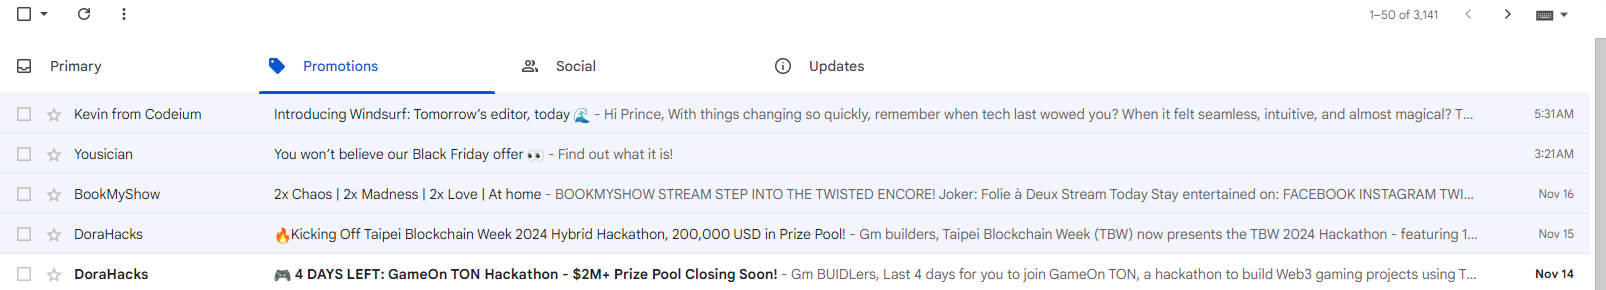 1–50 of 3,141
Primary Promotions Social Updates
Kevin from Codeium Introducing Windsurf: Tomorrow's editor, today 🌊 - Hi Prince, With things changing so quickly, remember when tech last wowed you? When it felt seamless, intuitive, and almost magical? T... 5:31 AM
Yousician You won't believe our Black Friday offer 👀 - Find out what it is! 3:21 AM
BookMyShow 2x Chaos | 2x Madness | 2x Love | At home - BOOKMYSHOW STREAM STEP INTO THE TWISTED ENCORE! Joker: Folie à Deux Stream Today Stay entertained on: FACEBOOK INSTAGRAM TWI... Nov 16
DoraHacks 🔥Kicking Off Taipei Blockchain Week 2024 Hybrid Hackathon, 200,000 USD in Prize Pool! - Gm builders, Taipei Blockchain Week (TBW) now presents the TBW 2024 Hackathon - featuring 1... Nov 15
DoraHacks 🎮 4 DAYS LEFT: GameOn TON Hackathon - $2M+ Prize Pool Closing Soon! - Gm BUIDLers, Last 4 days for you to join GameOn TON, a hackathon to build Web3 gaming projects using T... Nov 14